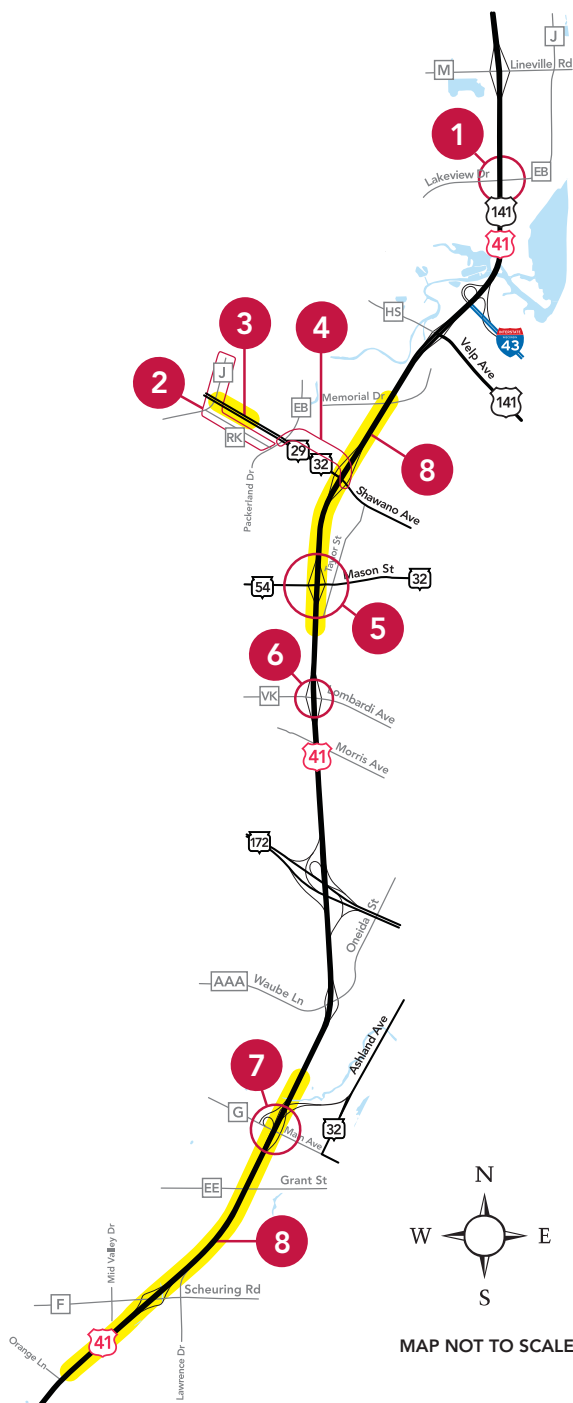 J
M
Lineville Rd
1
Lakeview Dr
EB
141
41
HS
INTERSTATE
43
Velp Ave
141
3
4
J
2
EB
Memorial Dr
RK
29
32
8
Packerland Dr
Shawano Ave
Taylor St
Mason St
54
32
5
6
VK
Lombardi Ave
41
Morris Ave
172
Oneida St
AAA
Waube Ln
Ashland Ave
7
G
Main Ave
32
EE
Grant St
N
W
E
S
8
Mid Valley Dr
Scheuring Rd
F
41
Orange Ln
Lawrence Dr
MAP NOT TO SCALE